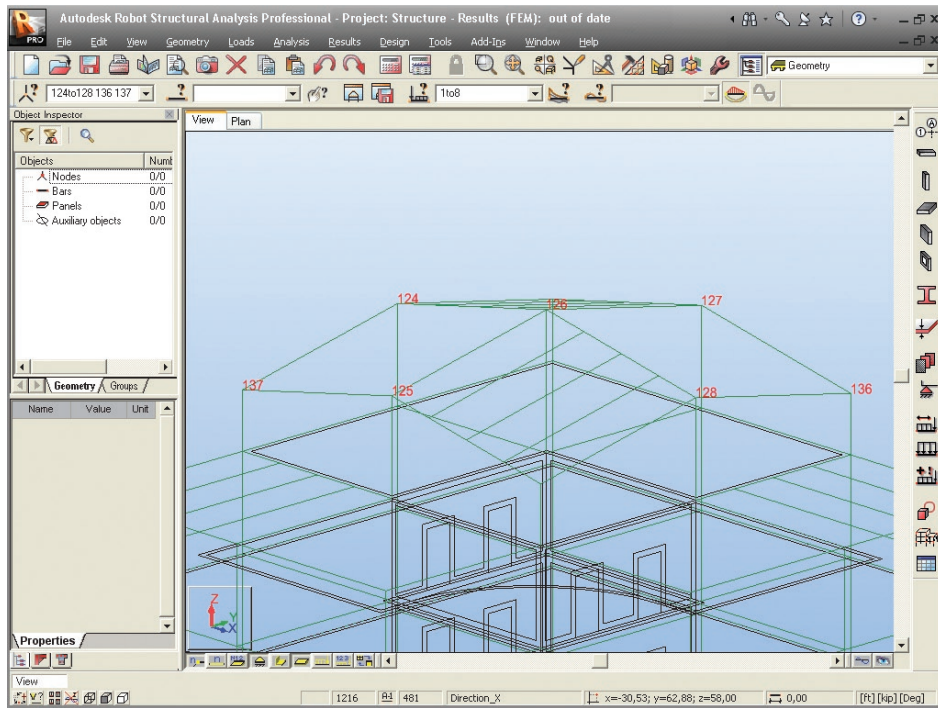 Autodesk Robot Structural Analysis Professional - Project: Structure - Results (FEM): out of date
PRO File Edit View Geometry Loads Analysis Results Design Tools Add-Ins Window Help
Geometry
124to128 136 137 1to8
Object Inspector
View Plan
Objects Numb
Nodes 0/0
Bars 0/0
Panels 0/0
Auxiliary objects 0/0
124 126 127
137 125 128 136
Geometry Groups
Name Value Unit
Z Y X
Properties
View
1216 481 Direction_X x=-30,53; y=62,88; z=58,00 0,00 [ft] [kip] [Deg]